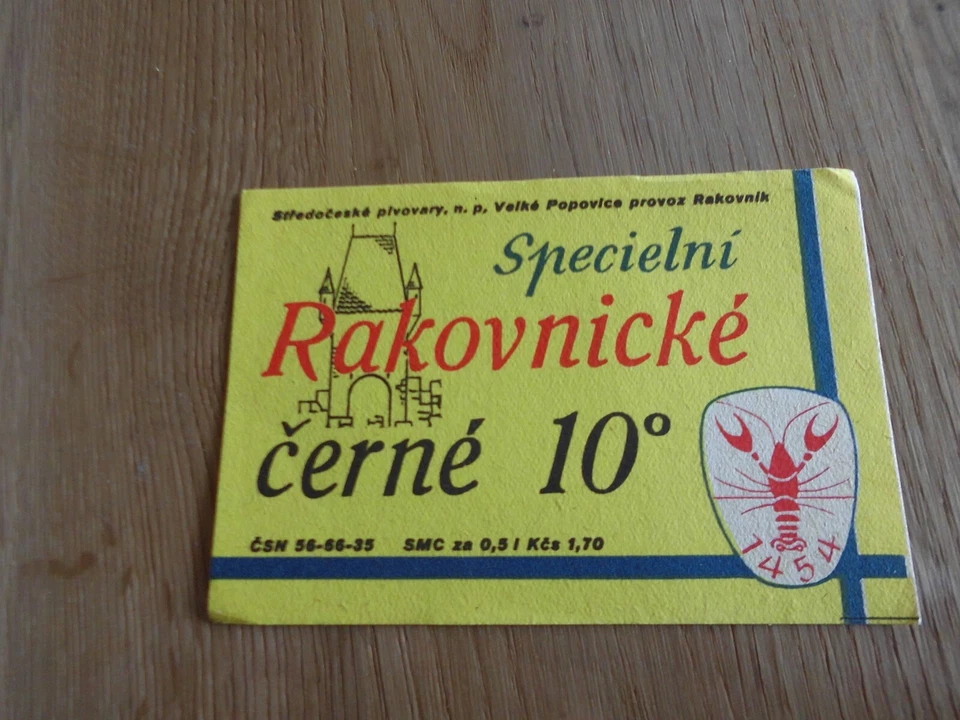 Středočeské pivovary, n. p. Velké Popovice provoz Rakovník
Specielní
Rakovnické
černé 10°
ČSN 56-66-35 SMC za 0,5 l Kčs 1,70
1454